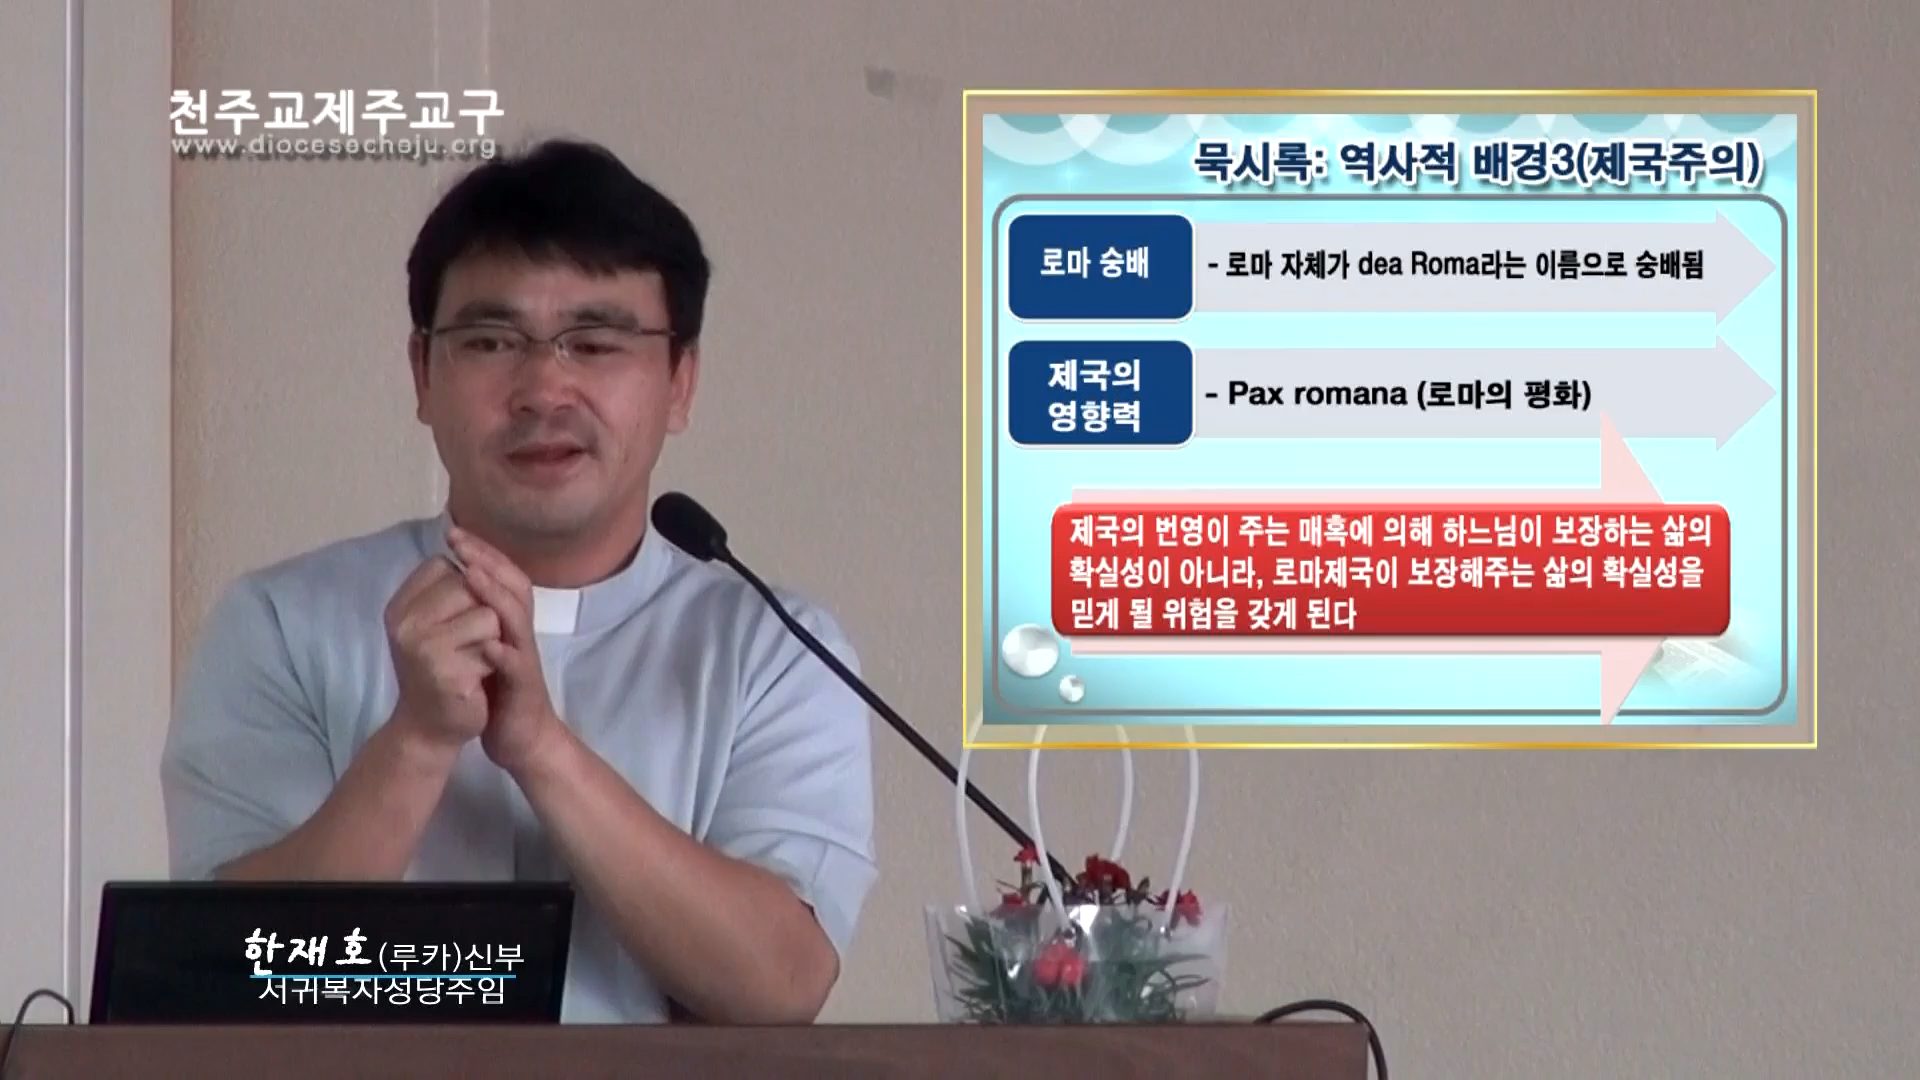 천주교제주교구
www.diocesecheju.org
묵시록: 역사적 배경3(제국주의)
로마 숭배
- 로마 자체가 dea Roma라는 이름으로 숭배됨
제국의
영향력
- Pax romana (로마의 평화)
제국의 번영이 주는 매혹에 의해 하느님이 보장하는 삶의
확실성이 아니라, 로마제국이 보장해주는 삶의 확실성을
믿게 될 위험을 갖게 된다
한재호(루카)신부
서귀복자성당주임